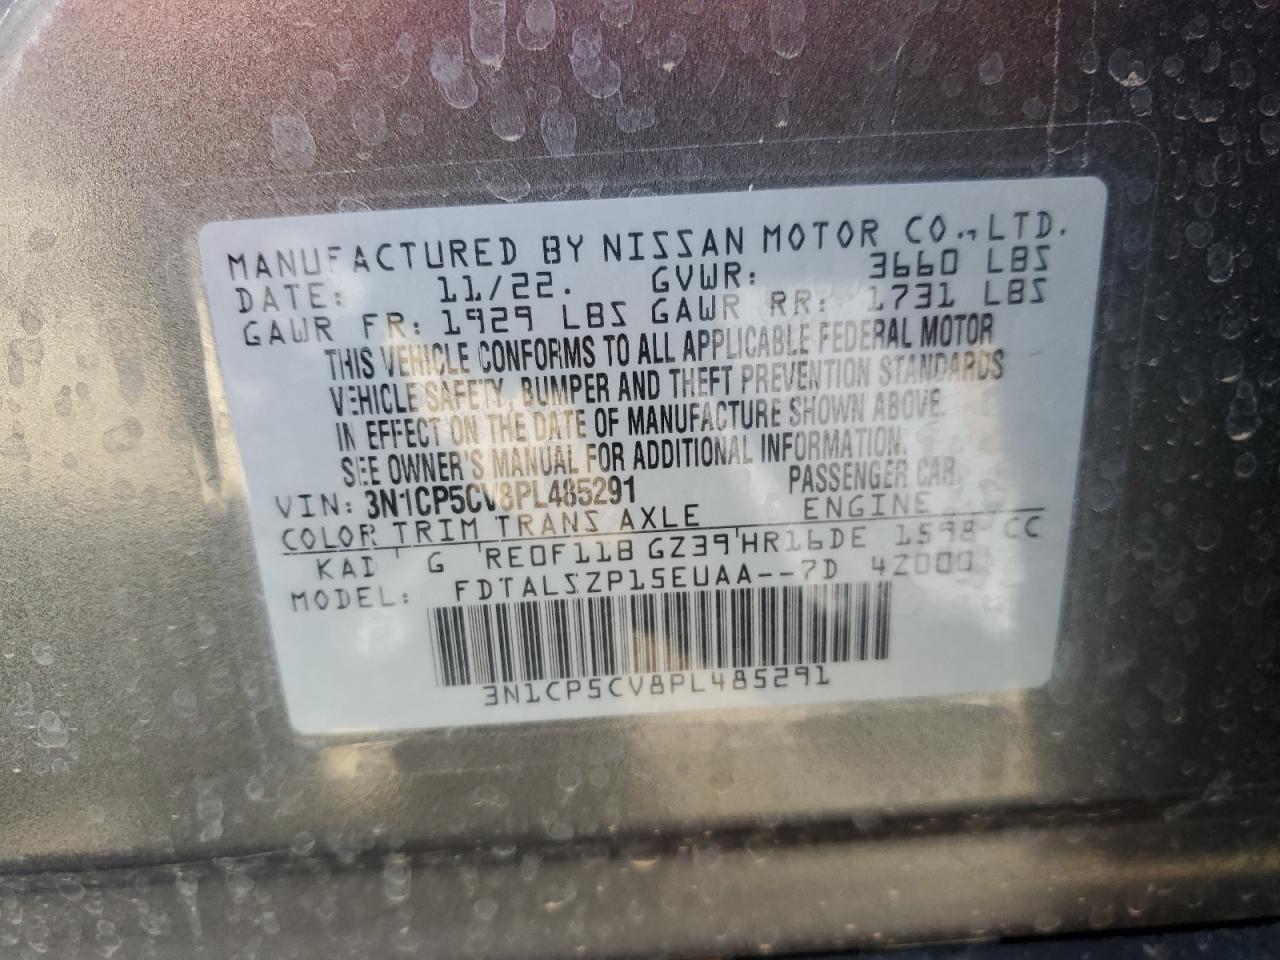 MANUFACTURED BY NISSAN MOTOR CO., LTD.
DATE: 11/22. GVWR: 3660 LBS
GAWR FR: 1929 LBS GAWR RR: 1731 LBS
THIS VEHICLE CONFORMS TO ALL APPLICABLE FEDERAL MOTOR
VEHICLE SAFETY, BUMPER AND THEFT PREVENTION STANDARDS
IN EFFECT ON THE DATE OF MANUFACTURE SHOWN ABOVE.
SEE OWNER'S MANUAL FOR ADDITIONAL INFORMATION.
VIN: 3N1CP5CV8PL485291 PASSENGER CAR
COLOR TRIM TRANS AXLE ENGINE
KAD G RE0F11B GZ39 HR16DE 1598 CC
MODEL: FDTALSZP15EUAA--7D 42000
3N1CP5CV8PL485291